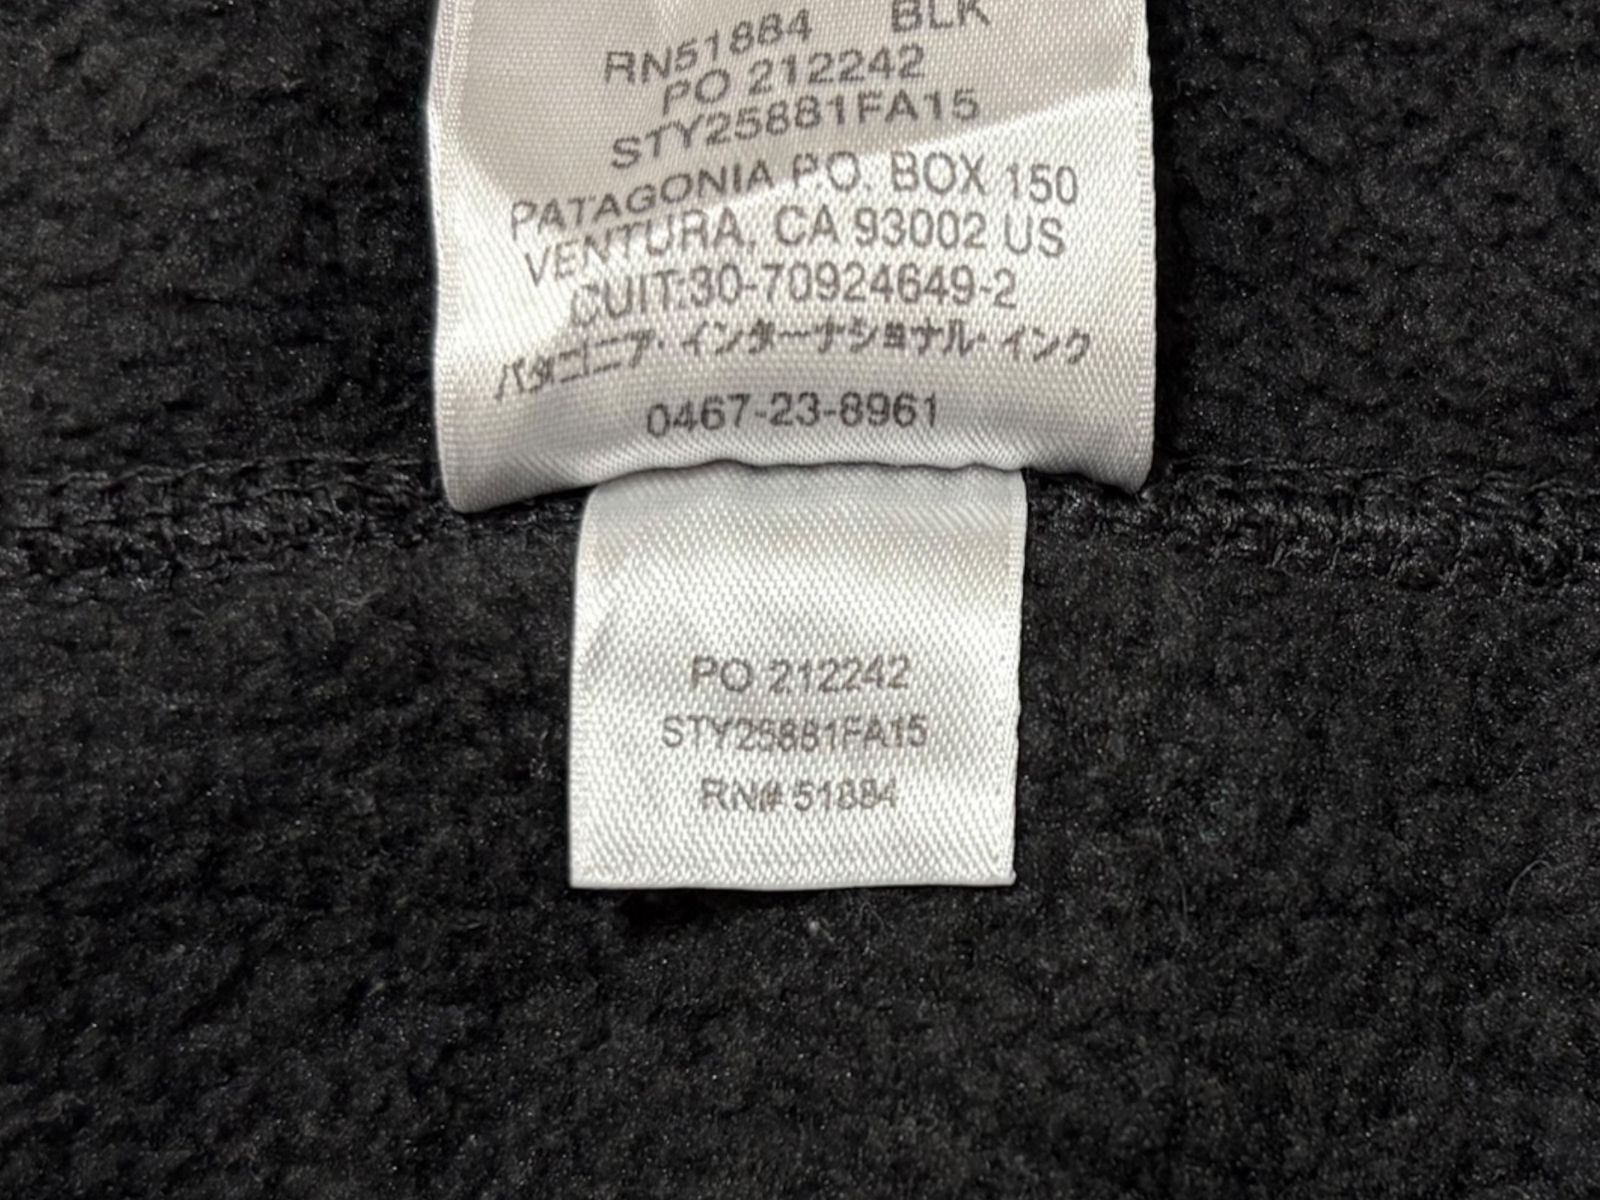 RN51884 BLK
PO 212242
STY25881FA15
PATAGONIA P.O. BOX 150
VENTURA, CA 93002 US
CUIT:30-70924649-2
パタゴニア・インターナショナル・インク
0467-23-8961
PO 212242
STY25881FA15
RN# 51884